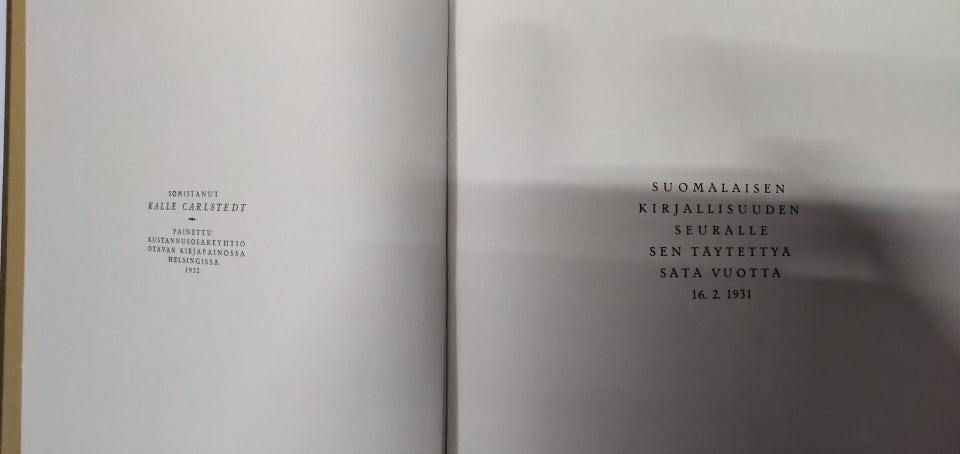 SOMISTANUT
KALLE CARLSTEDT
PAINETTU
KUSTANNUSOSAKEYHTIÖ
OTAVAN KIRJAPAINOSSA
HELSINGISSÄ
1932
SUOMALAISEN
KIRJALLISUUDEN
SEURALLE
SEN TÄYTETTYÄ
SATA VUOTTA
16. 2. 1931